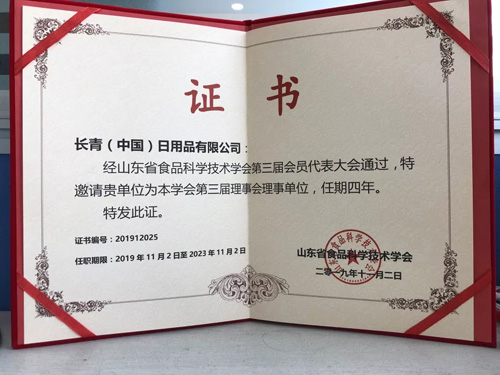 证书
长青（中国）日用品有限公司：
经山东省食品科学技术学会第三届会员代表大会通过，特
邀请贵单位为本学会第三届理事会理事单位，任期四年。
特发此证。
证书编号：201912025
任职期限：2019年11月2日至2023年11月2日
山东省食品科学技术学会
二〇一九年十一月二日